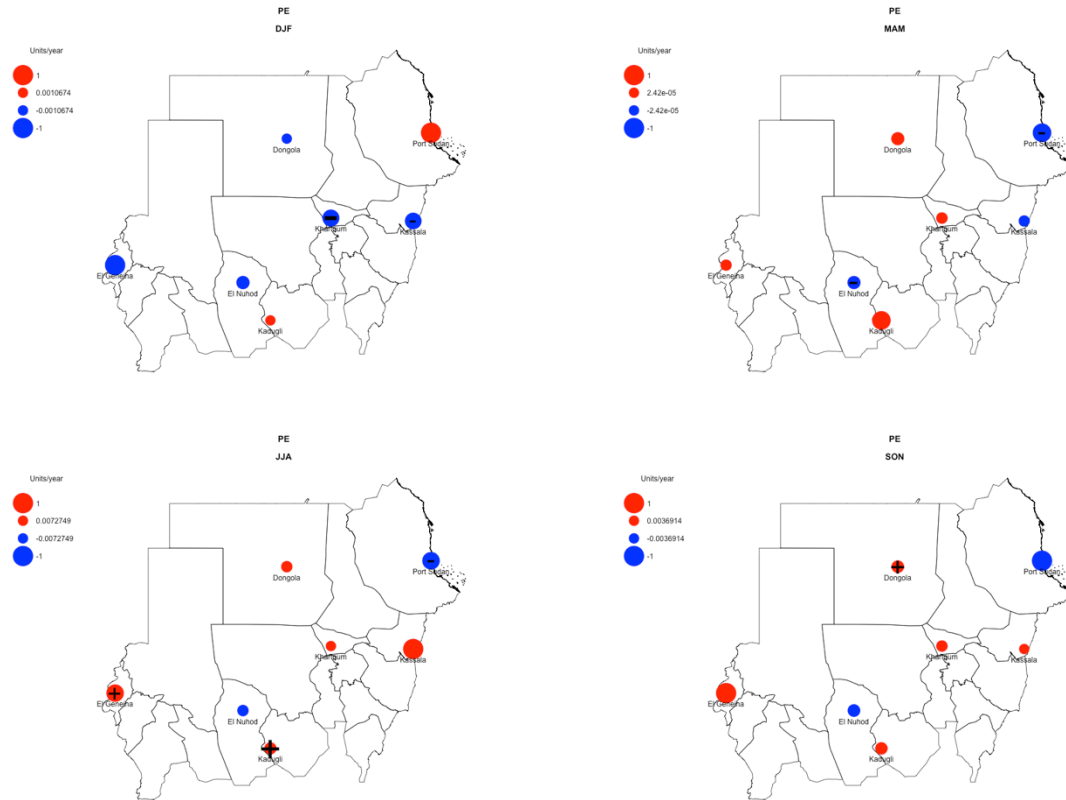 PE
DJF
Units/year
1
0.0010674
-0.0010674
-1
Dongola
Port Sudan
Khartoum
Kassala
El Geneina
El Nuhod
Kadugli
PE
MAM
Units/year
1
2.42e-05
-2.42e-05
-1
Dongola
Port Sudan
Khartoum
Kassala
El Geneina
El Nuhod
Kadugli
PE
JJA
Units/year
1
0.0072749
-0.0072749
-1
Dongola
Port Sudan
Khartoum
Kassala
El Geneina
El Nuhod
Kadugli
PE
SON
Units/year
1
0.0036914
-0.0036914
-1
Dongola
Port Sudan
Khartoum
Kassala
El Geneina
El Nuhod
Kadugli